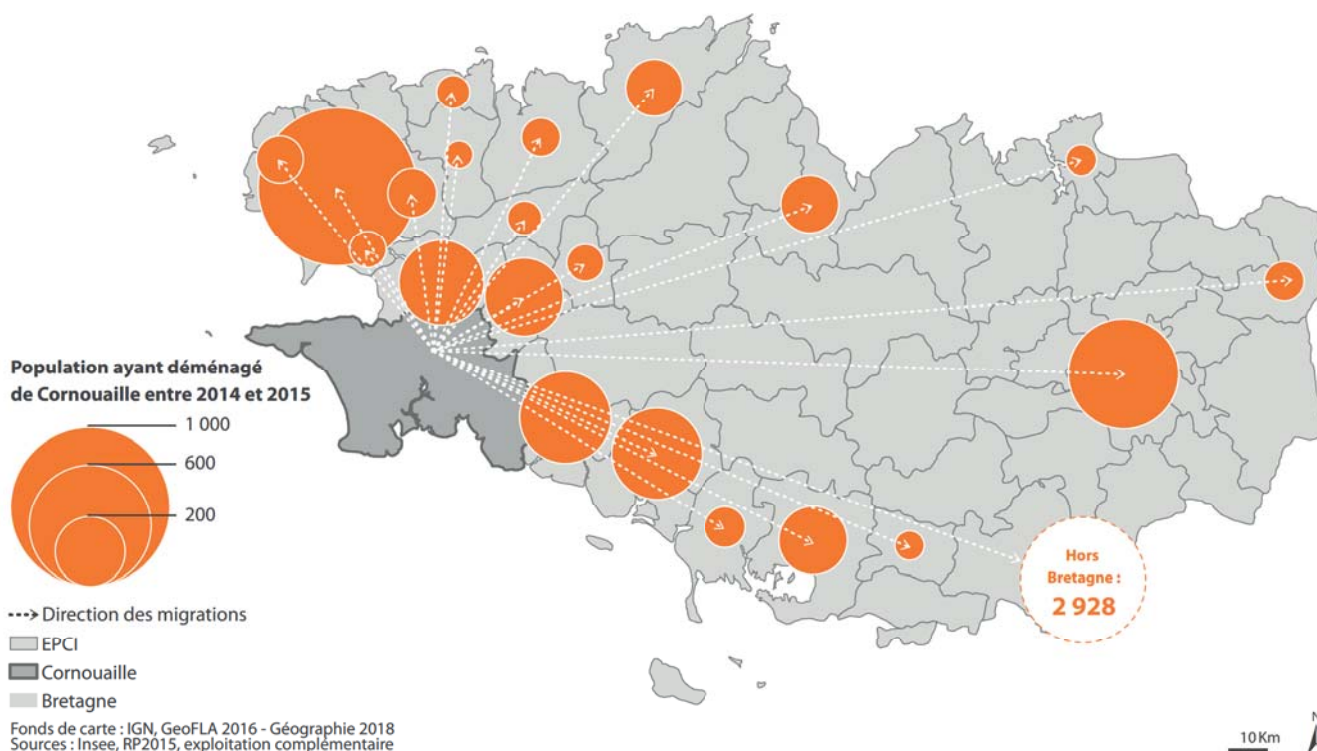 Population ayant déménagé
de Cornouaille entre 2014 et 2015
1 000
600
200
Direction des migrations
EPCI
Cornouaille
Bretagne
Fonds de carte : IGN, GeoFLA 2016 - Géographie 2018
Sources : Insee, RP2015, exploitation complémentaire
Hors
Bretagne :
2 928
10 Km
N